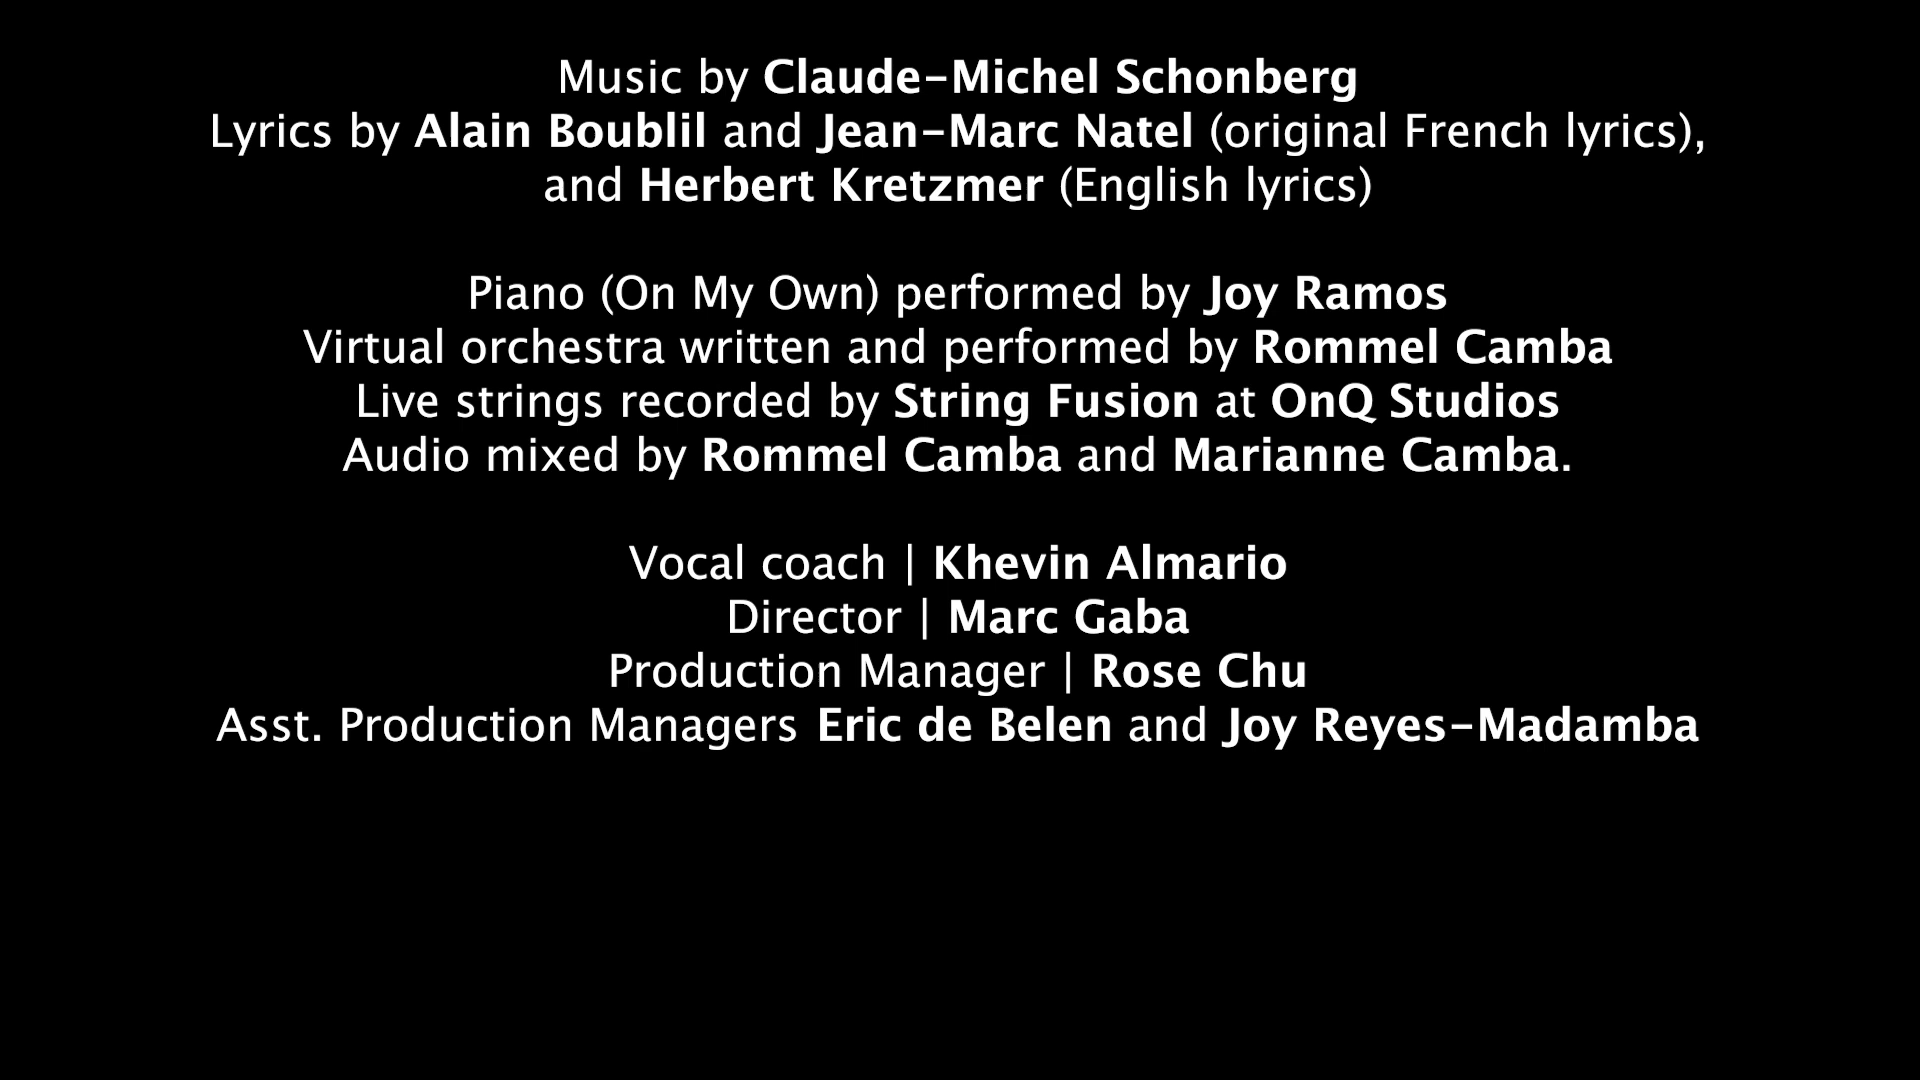 Music by Claude-Michel Schonberg
Lyrics by Alain Boublil and Jean-Marc Natel (original French lyrics),
and Herbert Kretzmer (English lyrics)
Piano (On My Own) performed by Joy Ramos
Virtual orchestra written and performed by Rommel Camba
Live strings recorded by String Fusion at OnQ Studios
Audio mixed by Rommel Camba and Marianne Camba.
Vocal coach | Khevin Almario
Director | Marc Gaba
Production Manager | Rose Chu
Asst. Production Managers Eric de Belen and Joy Reyes-Madamba